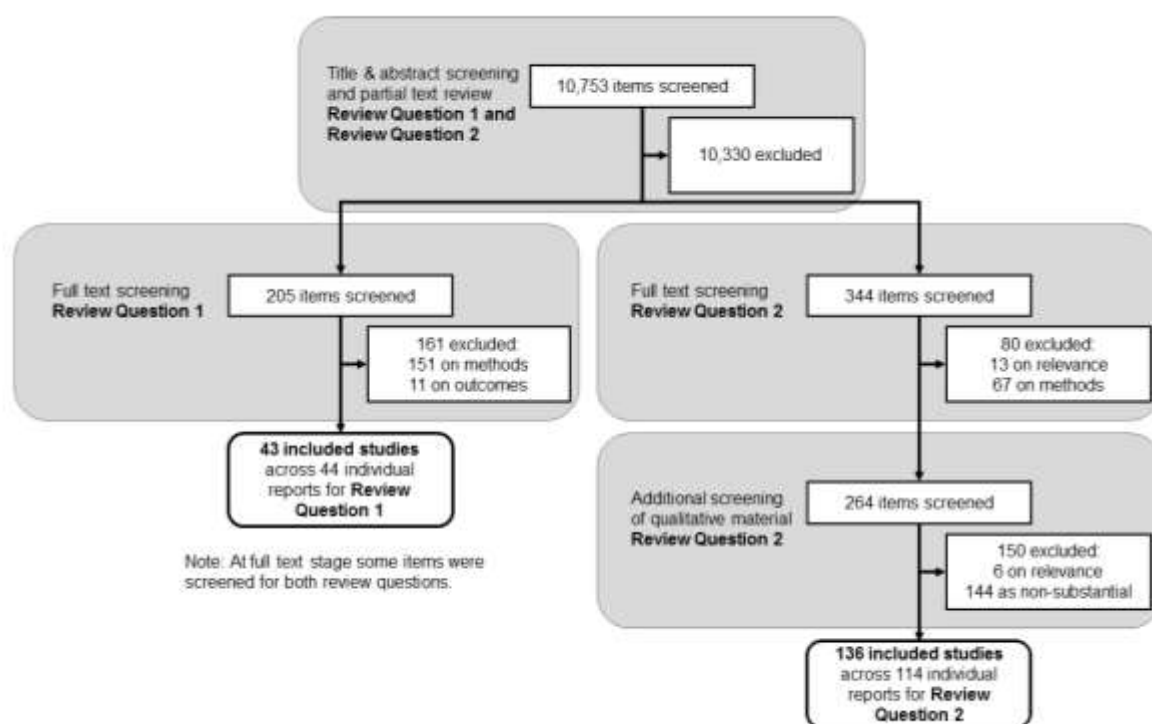 Title & abstract screening
and partial text review
Review Question 1 and
Review Question 2
10,753 items screened
10,330 excluded
Full text screening
Review Question 1
205 items screened
161 excluded:
151 on methods
11 on outcomes
43 included studies
across 44 individual
reports for Review
Question 1
Note: At full text stage some items were
screened for both review questions.
Full text screening
Review Question 2
344 items screened
80 excluded:
13 on relevance
67 on methods
Additional screening
of qualitative material
Review Question 2
264 items screened
150 excluded:
6 on relevance
144 as non-substantial
136 included studies
across 114 individual
reports for Review
Question 2